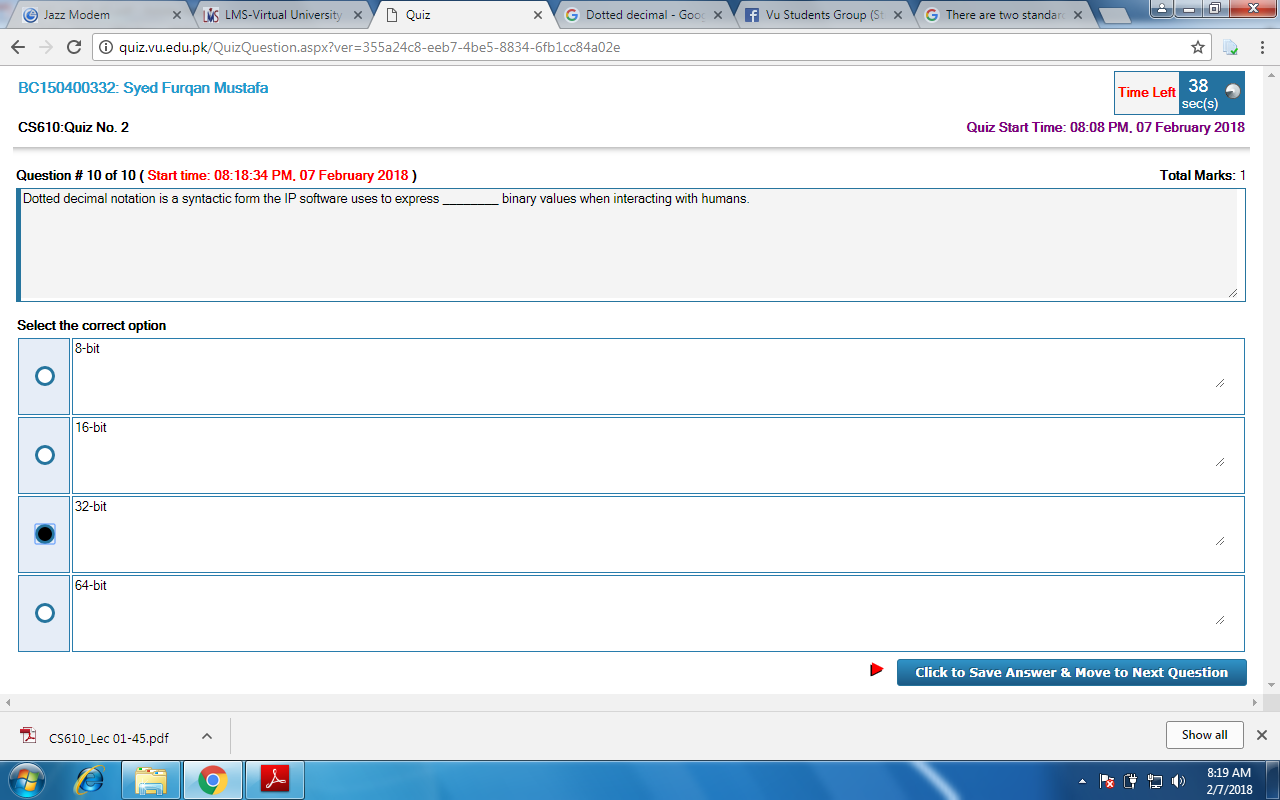 Jazz Modem
LMS-Virtual University
Quiz
Dotted decimal - Goog
Vu Students Group (St
There are two standar
quiz.vu.edu.pk/QuizQuestion.aspx?ver=355a24c8-eeb7-4be5-8834-6fb1cc84a02e
BC150400332: Syed Furqan Mustafa
Time Left
38
sec(s)
CS610:Quiz No. 2
Quiz Start Time: 08:08 PM, 07 February 2018
Question # 10 of 10 ( Start time: 08:18:34 PM, 07 February 2018 )
Total Marks: 1
Dotted decimal notation is a syntactic form the IP software uses to express ________ binary values when interacting with humans.
Select the correct option
8-bit
16-bit
32-bit
64-bit
Click to Save Answer & Move to Next Question
CS610_Lec 01-45.pdf
Show all
8:19 AM
2/7/2018